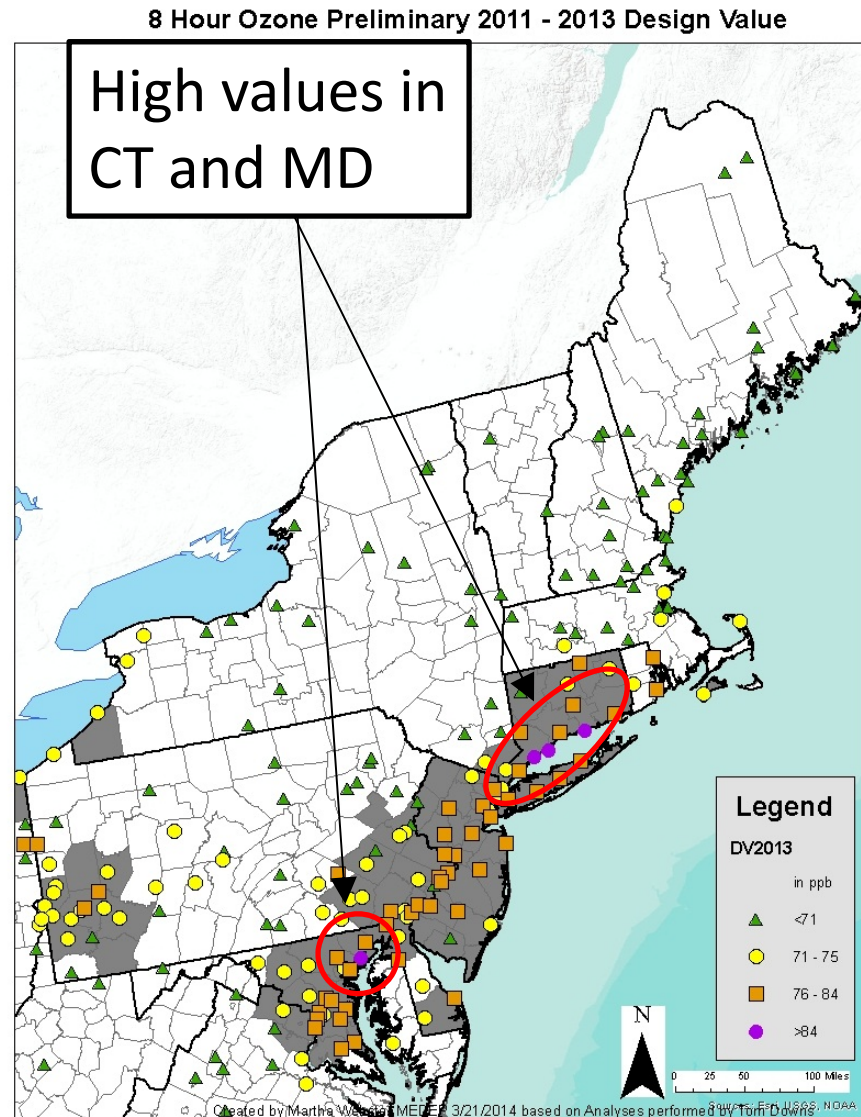 8 Hour Ozone Preliminary 2011 - 2013 Design Value
High values in
CT and MD
Legend
DV2013
in ppb
<71
71 - 75
76 - 84
>84
N
0 25 50 100 Miles
Sources: Esri, USGS, NOAA
Created by Martha Webster MEDEP 3/21/2014 based on Analyses performed by Tom Downs